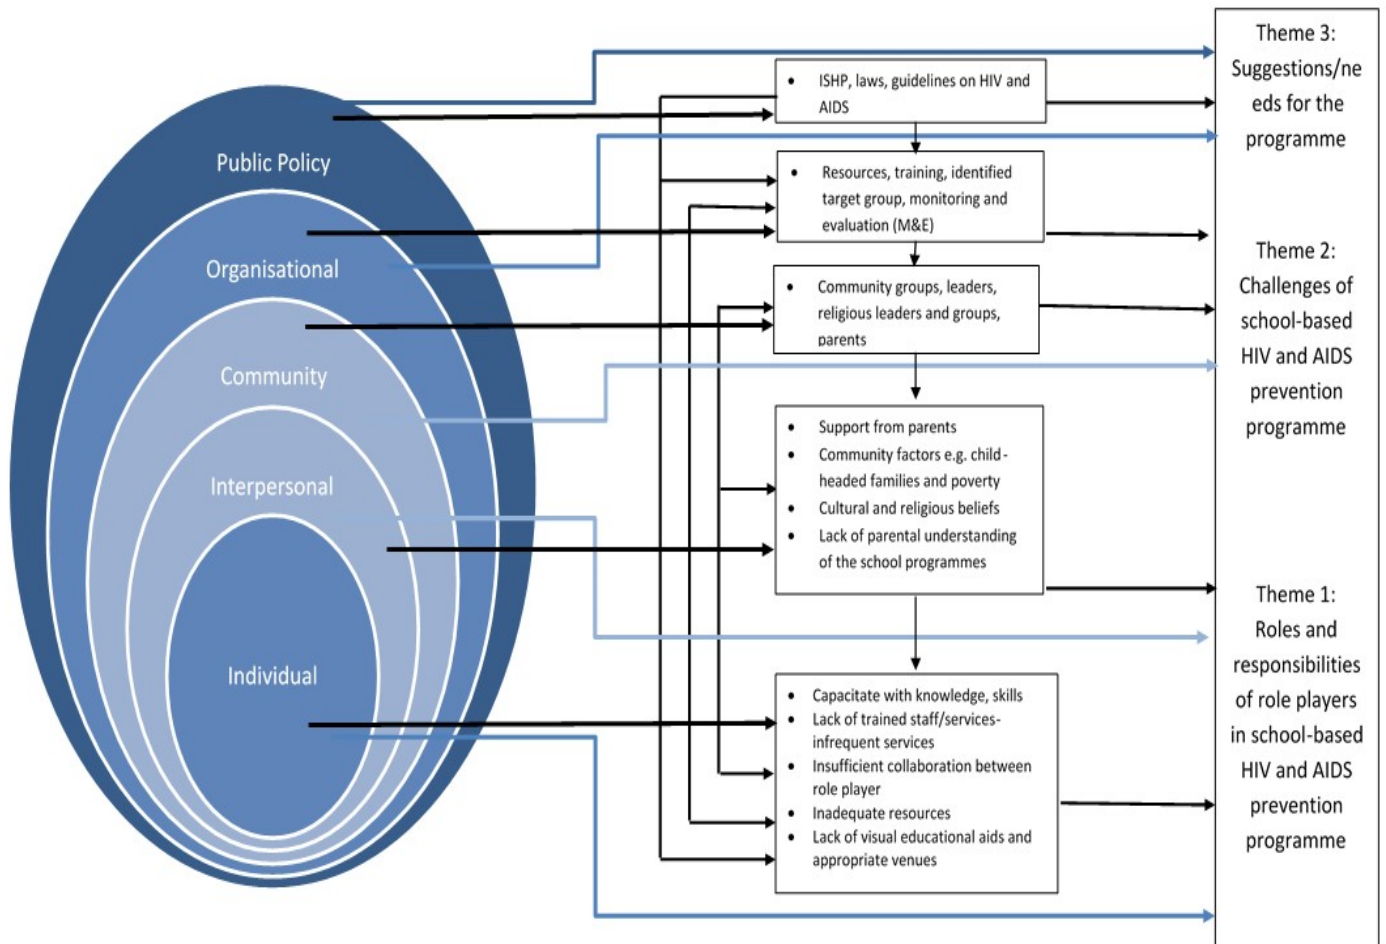 Public Policy
Organisational
Community
Interpersonal
Individual
• ISHP, laws, guidelines on HIV and
AIDS
• Resources, training, identified
target group, monitoring and
evaluation (M&E)
• Community groups, leaders,
religious leaders and groups,
parents
• Support from parents
• Community factors e.g. child-
headed families and poverty
• Cultural and religious beliefs
• Lack of parental understanding
of the school programmes
• Capacitate with knowledge, skills
• Lack of trained staff/services-
infrequent services
• Insufficient collaboration between
role player
• Inadequate resources
• Lack of visual educational aids and
appropriate venues
Theme 3:
Suggestions/ne
eds for the
programme
Theme 2:
Challenges of
school-based
HIV and AIDS
prevention
programme
Theme 1:
Roles and
responsibilities
of role players
in school-based
HIV and AIDS
prevention
programme